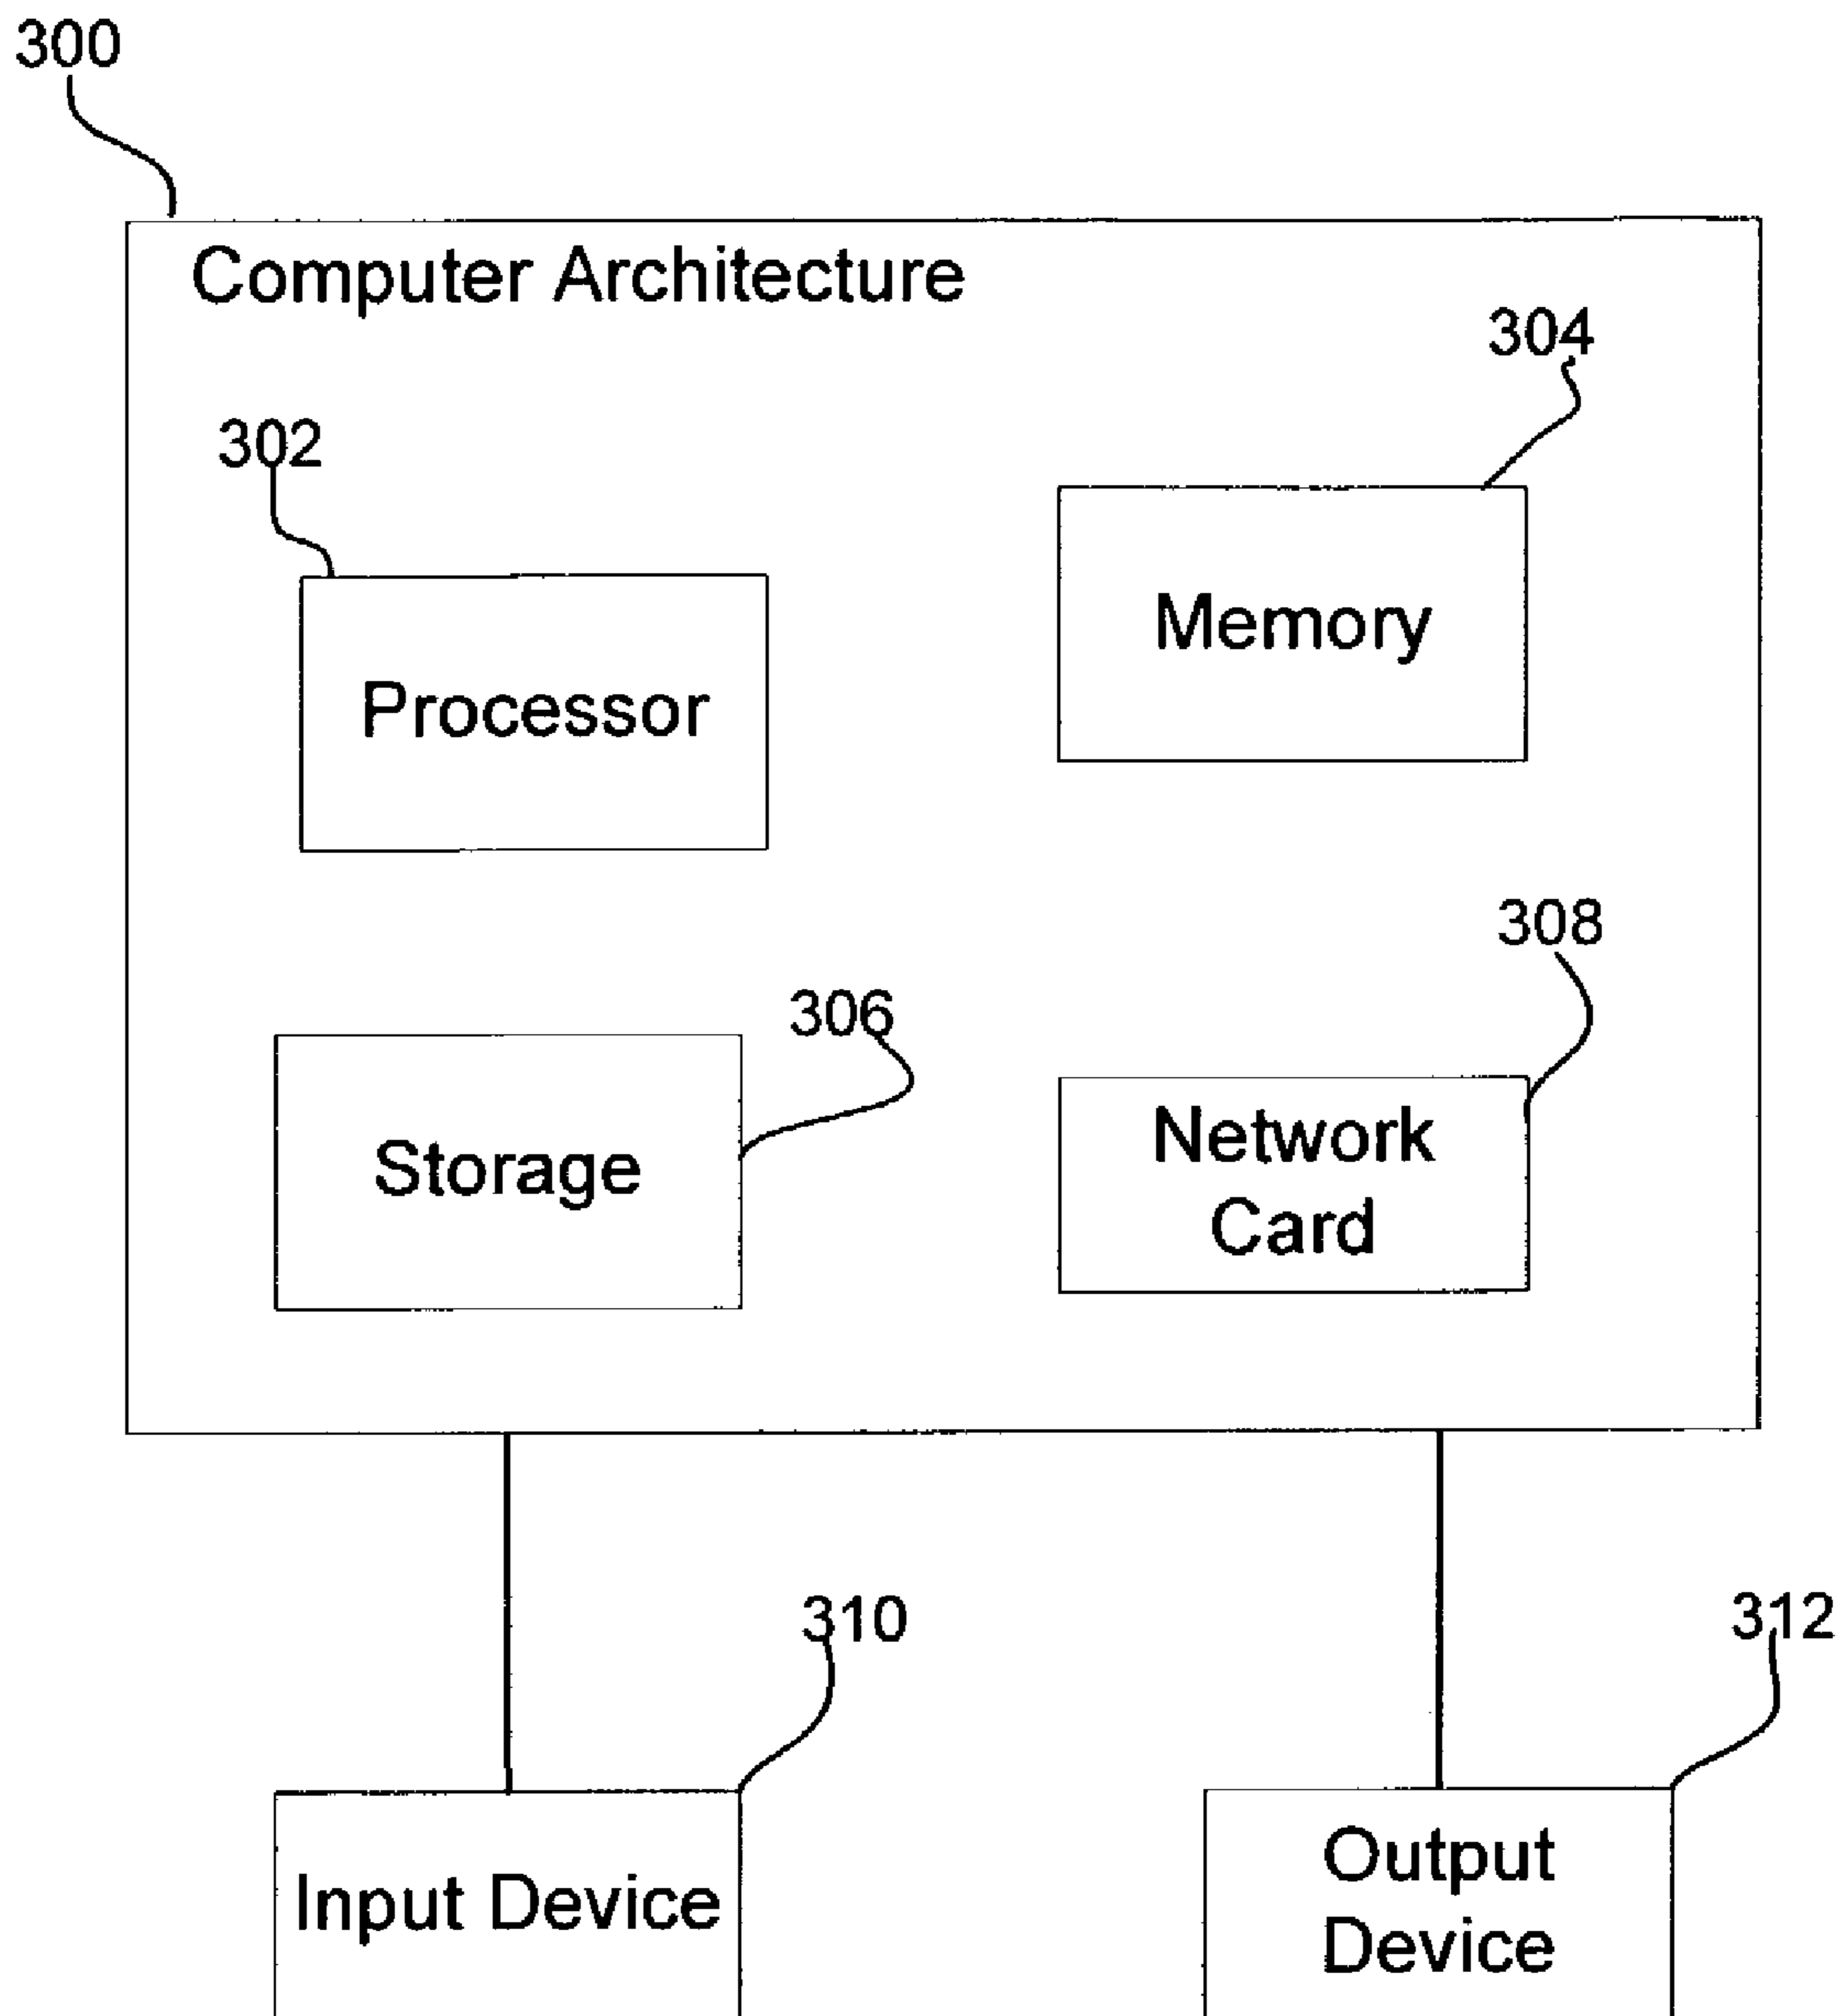 300
Computer Architecture
304
302
Memory
Processor
308
306
Network
Card
Storage
310
312
Input Device
Output
Device